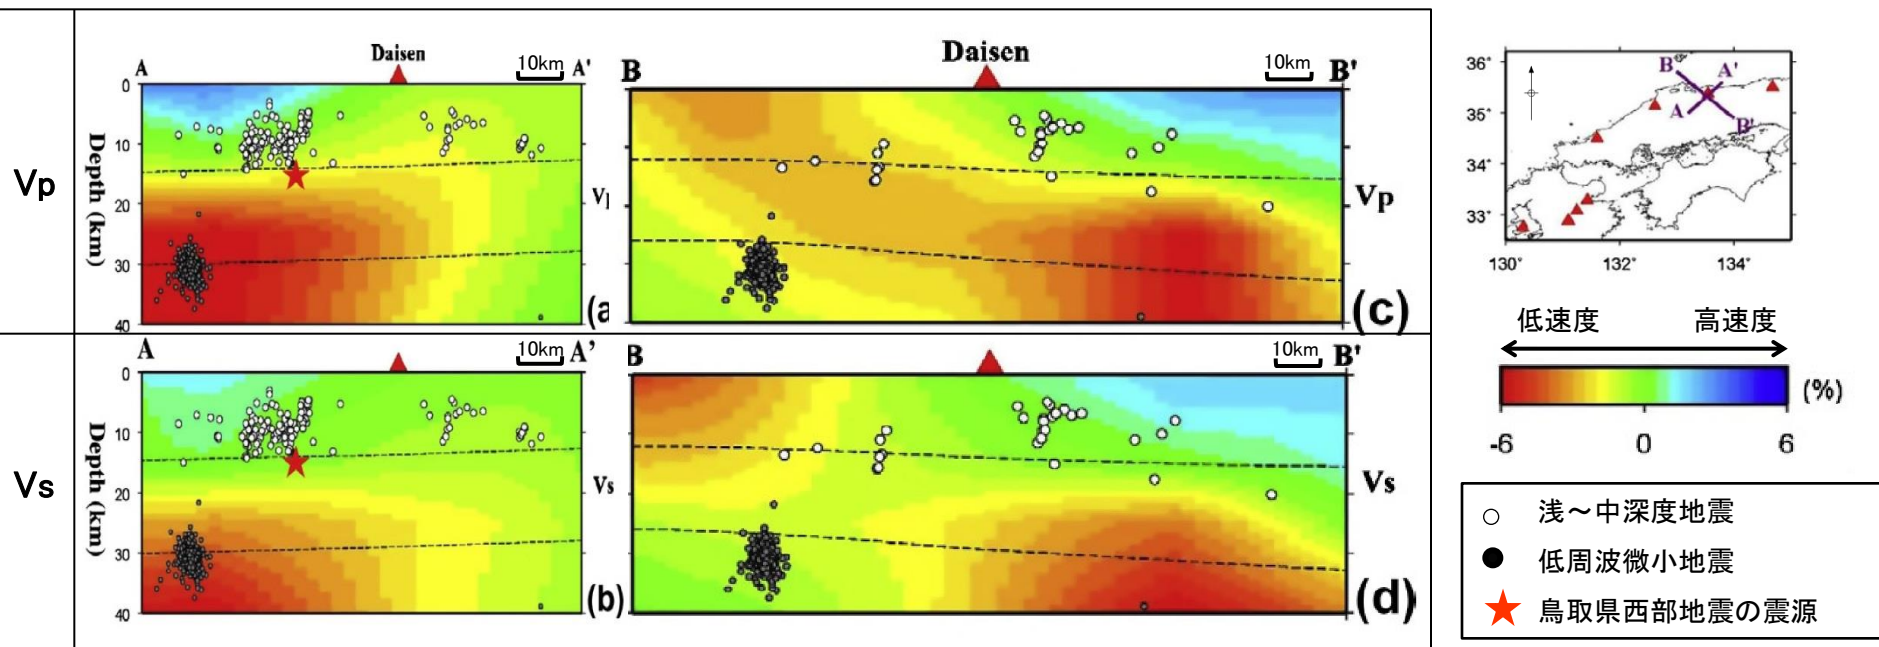 Vp
A
Daisen
10km
A'
0
10
20
30
40
Depth (km)
(a
B
Daisen
10km
B'
Vp
(c)
Vs
A
10km
A'
0
10
20
30
40
Depth (km)
Vs
(b)
B
10km
B'
Vs
(d)
36°
35°
34°
33°
130°
132°
134°
B
A'
A
B'
低速度
高速度
(%)
-6
0
6
浅～中深度地震
低周波微小地震
鳥取県西部地震の震源